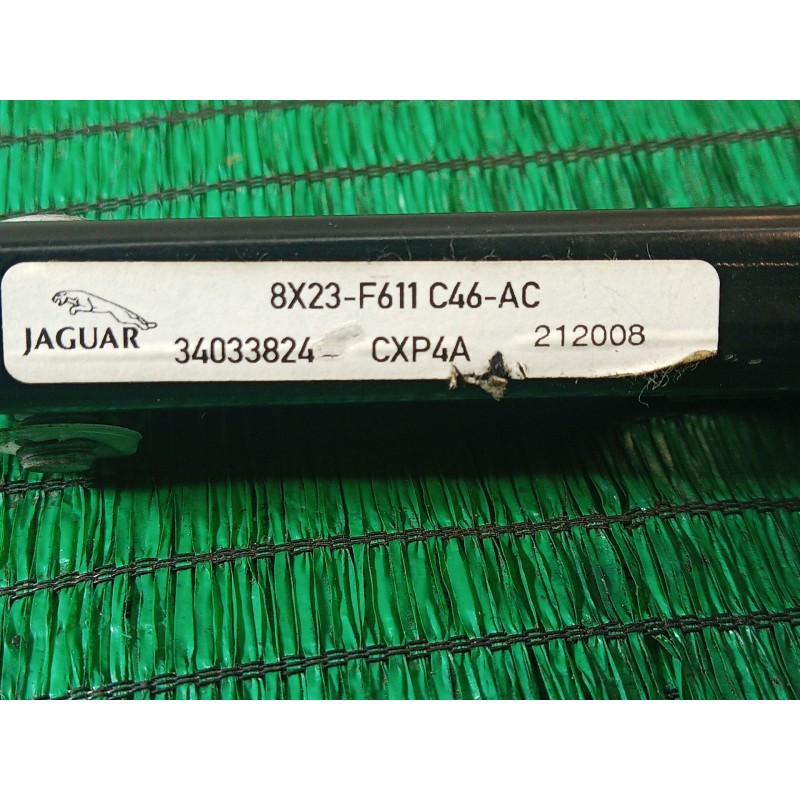 8X23-F611 C46-AC
JAGUAR 34033824 CXP4A 212008